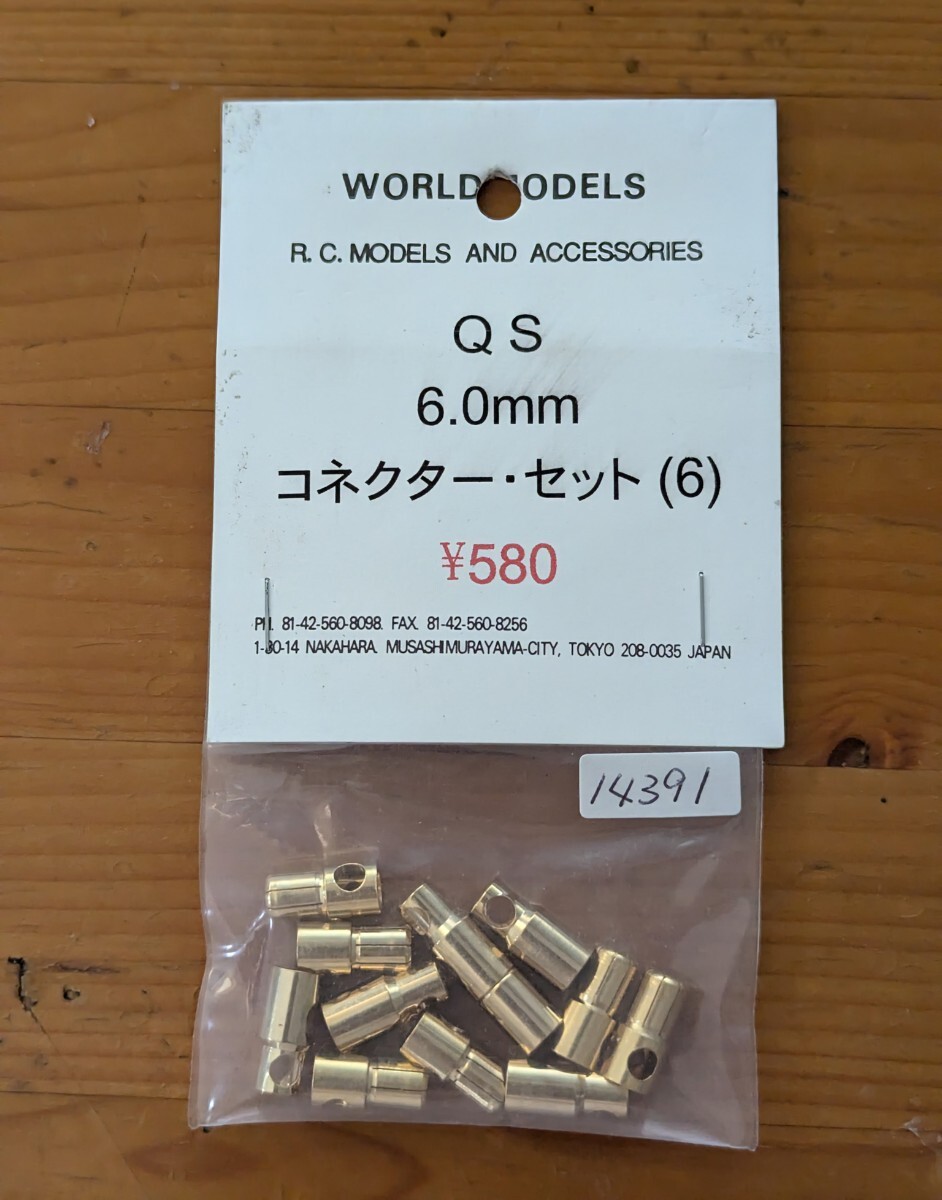 WORLD MODELS
R.C. MODELS AND ACCESSORIES
QS
6.0mm
コネクター・セット (6)
¥580
PH. 81-42-560-8098. FAX. 81-42-560-8256
1-30-14 NAKAHARA. MUSASHIMURAYAMA-CITY, TOKYO 208-0035 JAPAN
14391